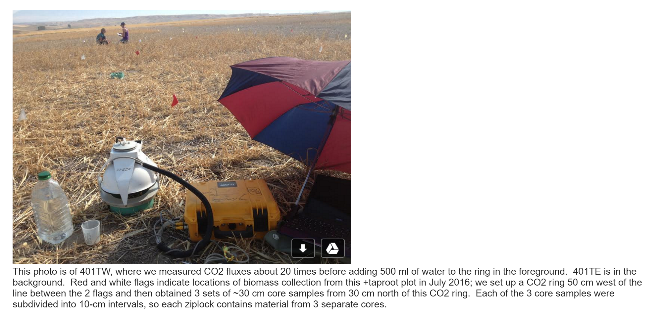 This photo is of 401TW, where we measured CO2 fluxes about 20 times before adding 500 ml of water to the ring in the foreground.  401TE is in the
background.  Red and white flags indicate locations of biomass collection from this +taproot plot in July 2016; we set up a CO2 ring 50 cm west of the
line between the 2 flags and then obtained 3 sets of ~30 cm core samples from 30 cm north of this CO2 ring.  Each of the 3 core samples were
subdivided into 10-cm intervals, so each ziplock contains material from 3 separate cores.